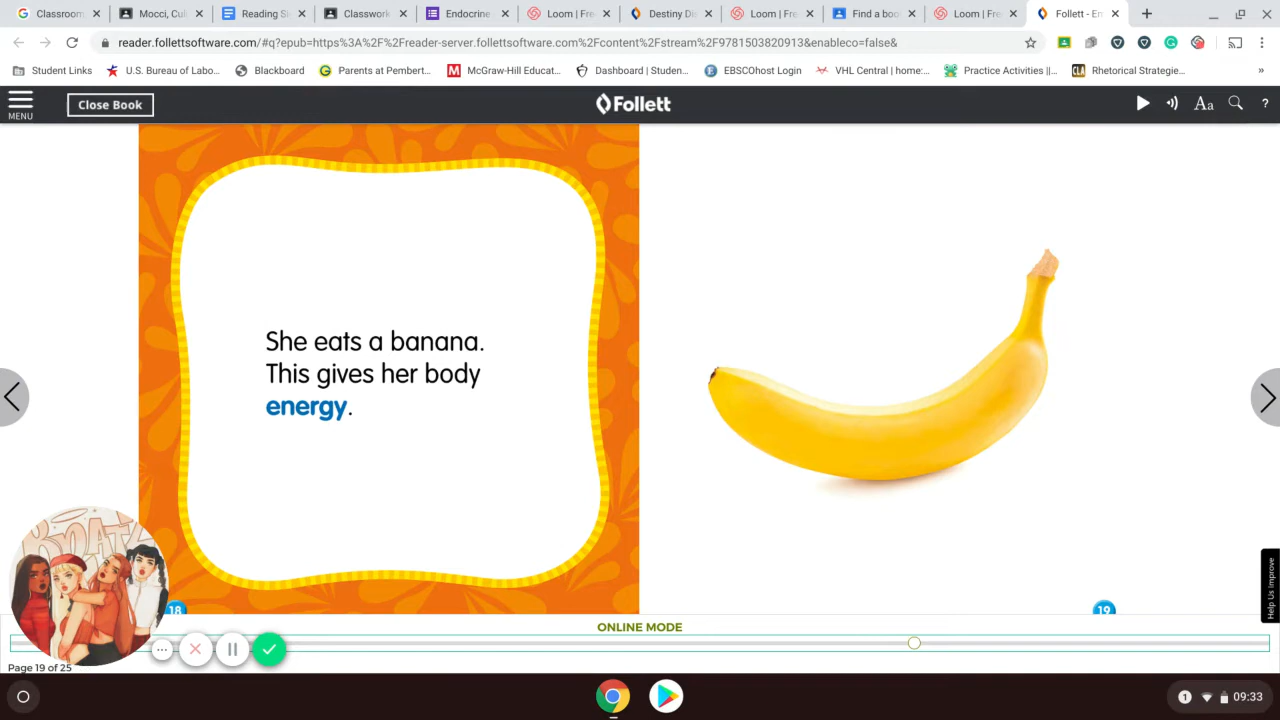 Classroom
Mocci, Cul
Reading S
Classwork
Endocrine
Loom | Fre
Destiny Di
Loom | Fre
Find a boo
Loom | Fre
Follett - Em
reader.follettsoftware.com/#q?epub=https%3A%2F%2Freader-serve.follettsoftware.com%2Fcontent%2Fstream%2F9781503820913&enableco=false&
Student Links
U.S. Bureau of Labo...
Blackboard
Parents at Pembert...
McGraw-Hill Educat...
Dashboard | Studen...
EBSCOhost Login
VHL Central | home:...
Practice Activities ||...
Rhetorical Strategie...
»
MENU
Close Book
Follett
Aa
?
She eats a banana.
This gives her body
energy.
18
19
Help Us Improve
ONLINE MODE
Page 19 of 25
1
09:33